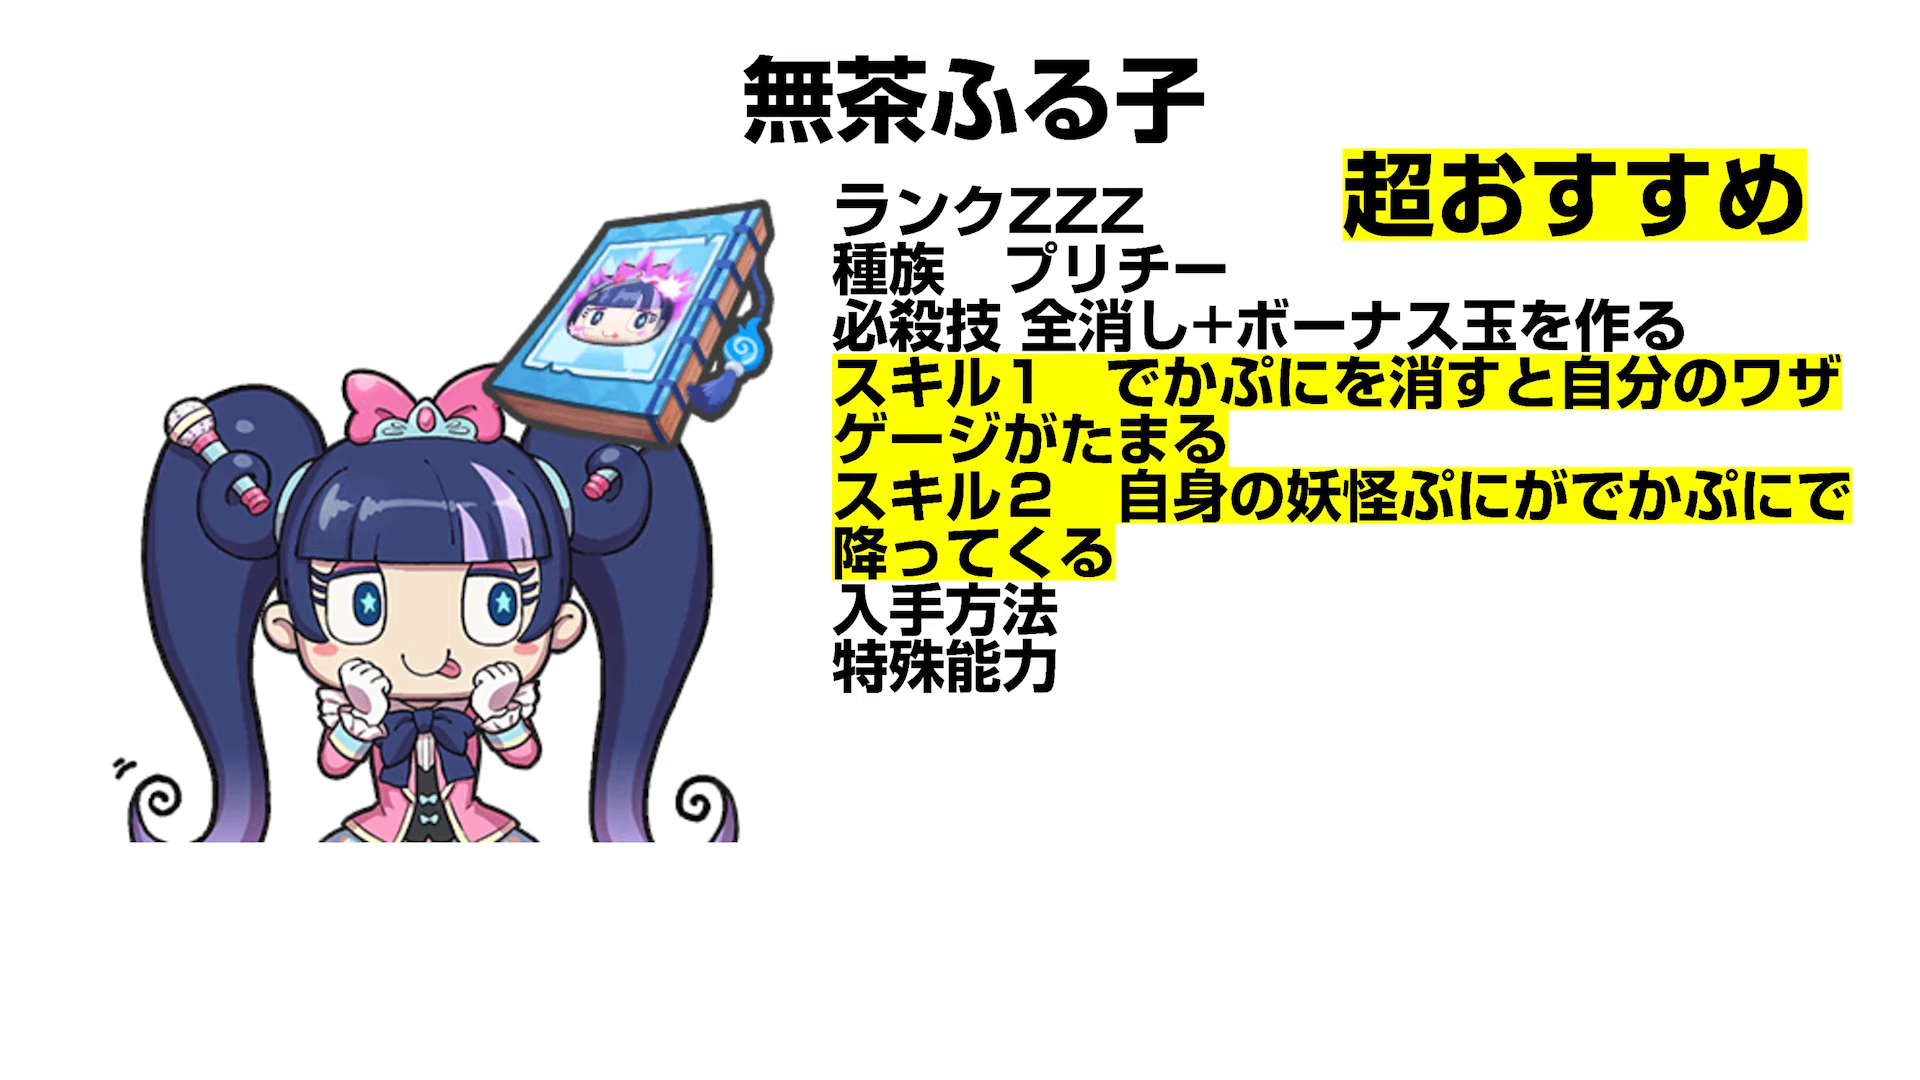 無茶ふる子
超おすすめ
ランクZZZ
種族　プリチー
必殺技 全消し+ボーナス玉を作る
スキル１　でかぷにを消すと自分のワザ
ゲージがたまる
スキル２　自身の妖怪ぷにがでかぷにで
降ってくる
入手方法
特殊能力